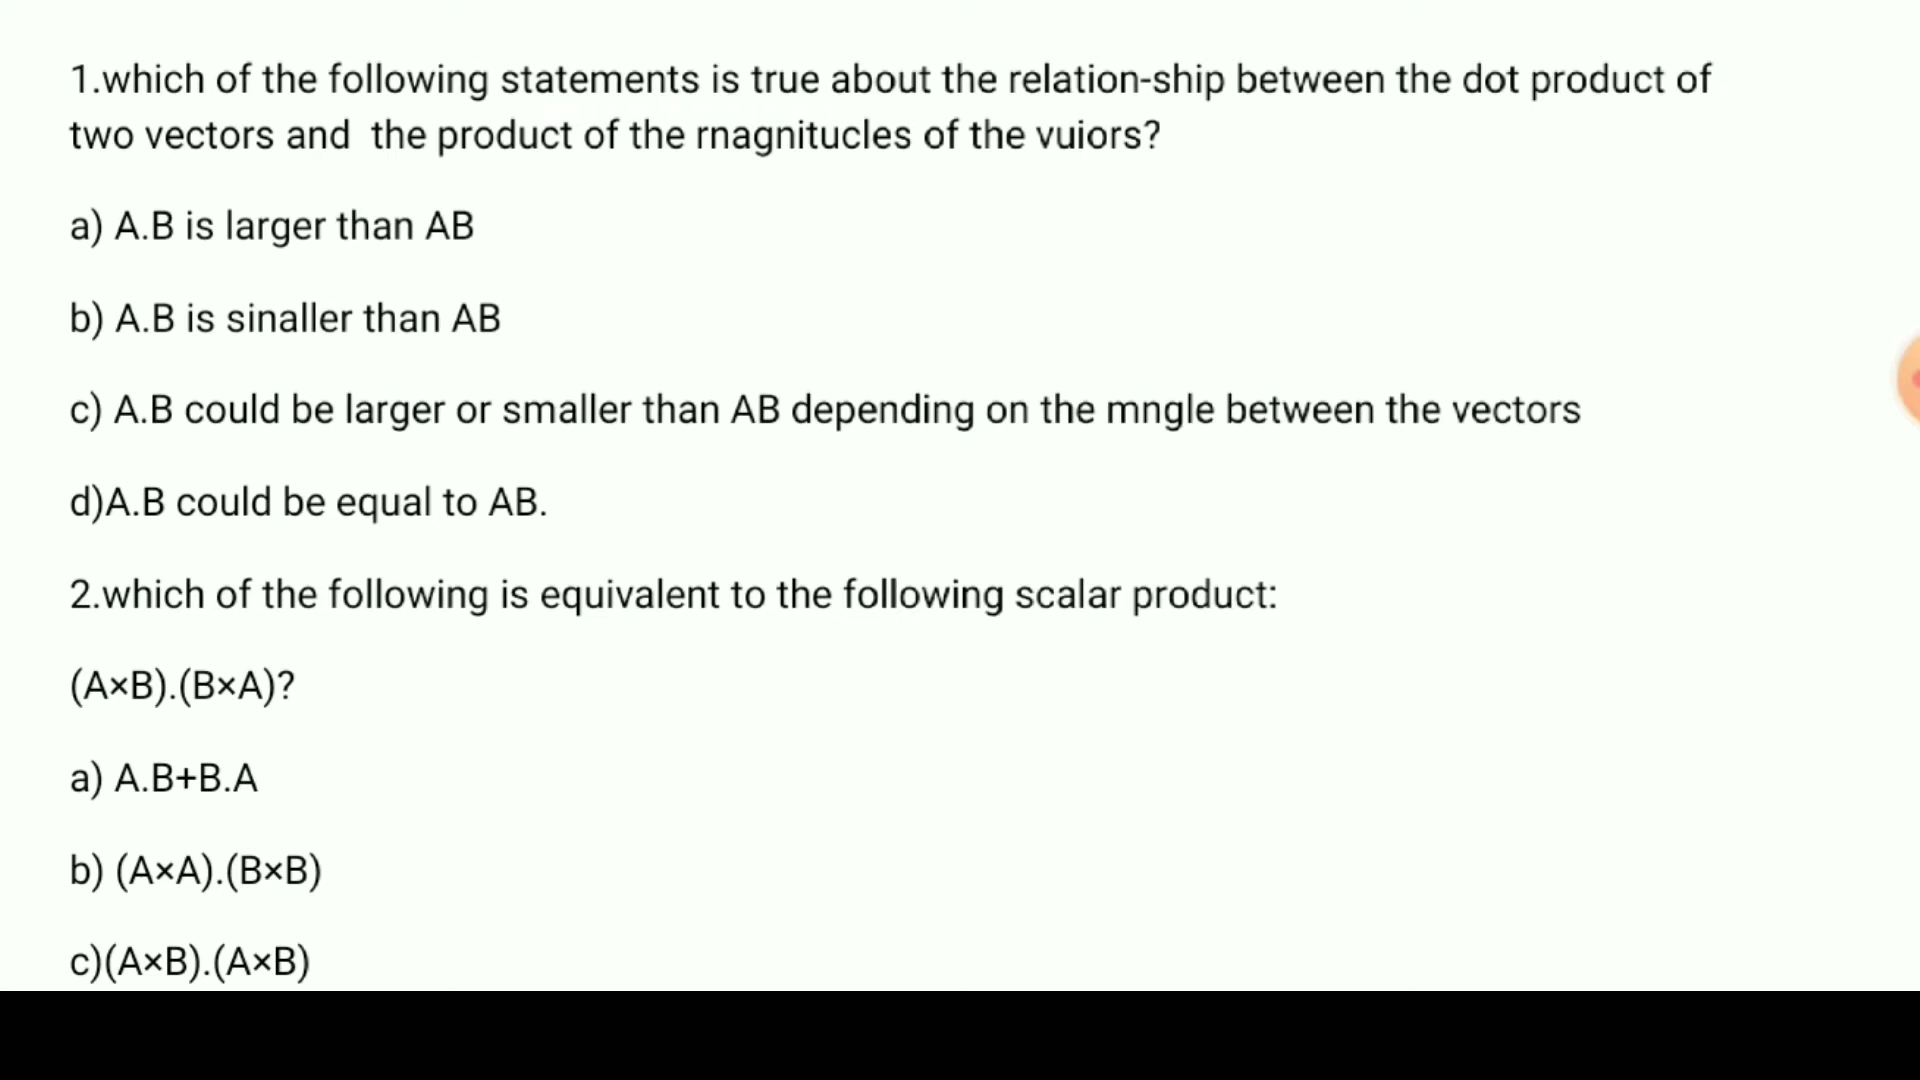 1.which of the following statements is true about the relation-ship between the dot product of
two vectors and  the product of the rnagnitucles of the vuiors?
a) A.B is larger than AB
b) A.B is sinaller than AB
c) A.B could be larger or smaller than AB depending on the mngle between the vectors
d)A.B could be equal to AB.
2.which of the following is equivalent to the following scalar product:
(A×B).(B×A)?
a) A.B+B.A
b) (A×A).(B×B)
c)(A×B).(A×B)